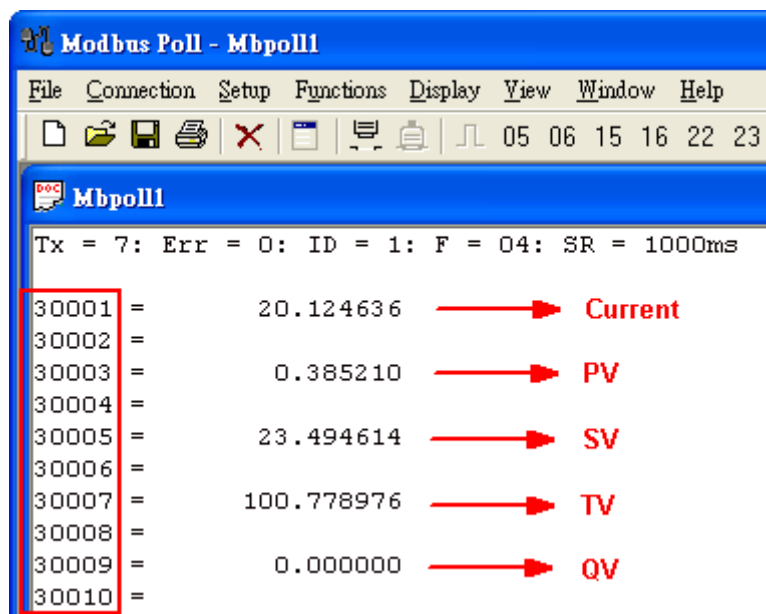 Modbus Poll - Mbpoll1
File Connection Setup Functions Display View Window Help
05 06 15 16 22 23
DOC Mbpoll1
Tx = 7: Err = 0: ID = 1: F = 04: SR = 1000ms
30001 = 20.124636 Current
30002 =
30003 = 0.385210 PV
30004 =
30005 = 23.494614 SV
30006 =
30007 = 100.778976 TV
30008 =
30009 = 0.000000 QV
30010 =